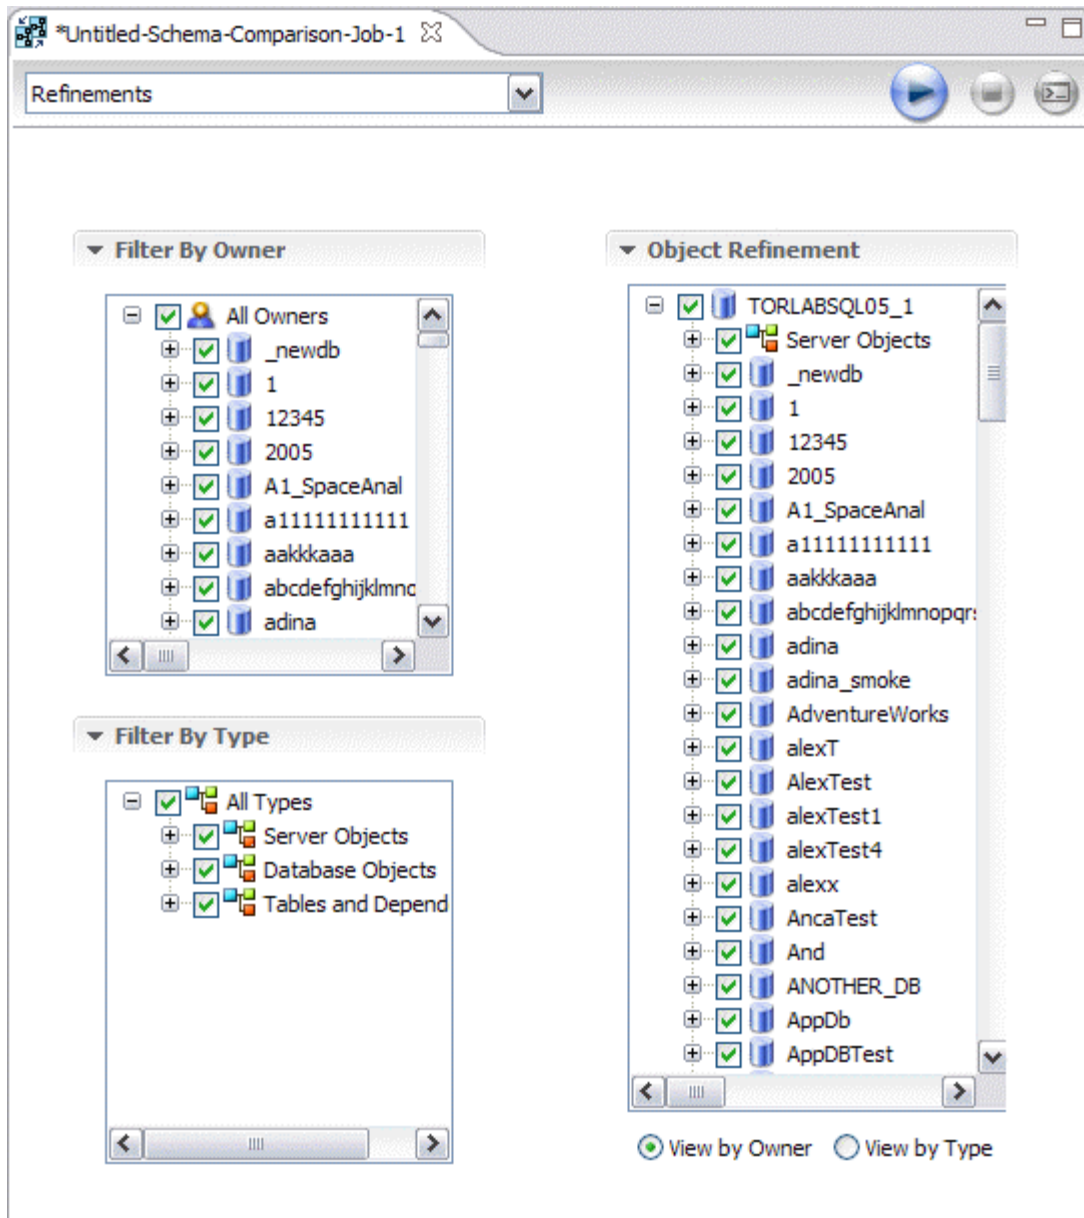 *Untitled-Schema-Comparison-Job-1
Refinements
Filter By Owner
All Owners
_newdb
1
12345
2005
A1_SpaceAnal
a11111111111
aakkkaaa
abcdefghijklmno
adina
Filter By Type
All Types
Server Objects
Database Objects
Tables and Depend
Object Refinement
TORLABSQL05_1
Server Objects
_newdb
1
12345
2005
A1_SpaceAnal
a11111111111
aakkkaaa
abcdefghijklmnopqrs
adina
adina_smoke
AdventureWorks
alexT
AlexTest
alexTest1
alexTest4
alexx
AncaTest
And
ANOTHER_DB
AppDb
AppDBTest
View by Owner View by Type